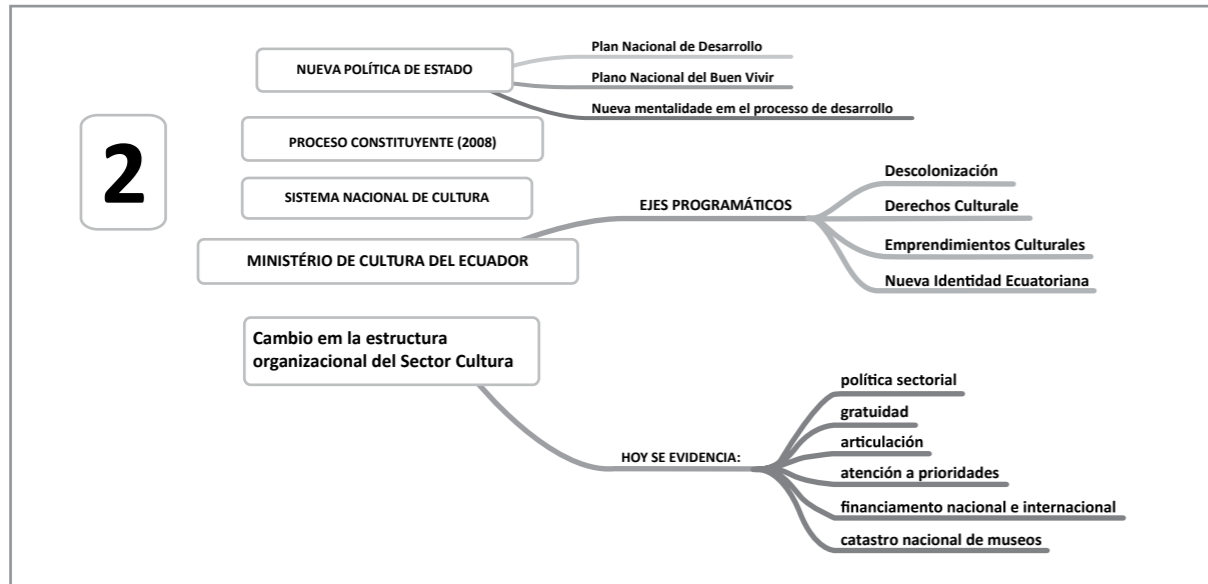 2
NUEVA POLÍTICA DE ESTADO
Plan Nacional de Desarrollo
Plano Nacional del Buen Vivir
Nueva mentalidade em el processo de desarrollo
PROCESO CONSTITUYENTE (2008)
SISTEMA NACIONAL DE CULTURA
MINISTÉRIO DE CULTURA DEL ECUADOR
EJES PROGRAMÁTICOS
Descolonización
Derechos Culturale
Emprendimientos Culturales
Nueva Identidad Ecuatoriana
Cambio em la estructura
organizacional del Sector Cultura
HOY SE EVIDENCIA:
política sectorial
gratuidad
articulación
atención a prioridades
financiamento nacional e internacional
catastro nacional de museos